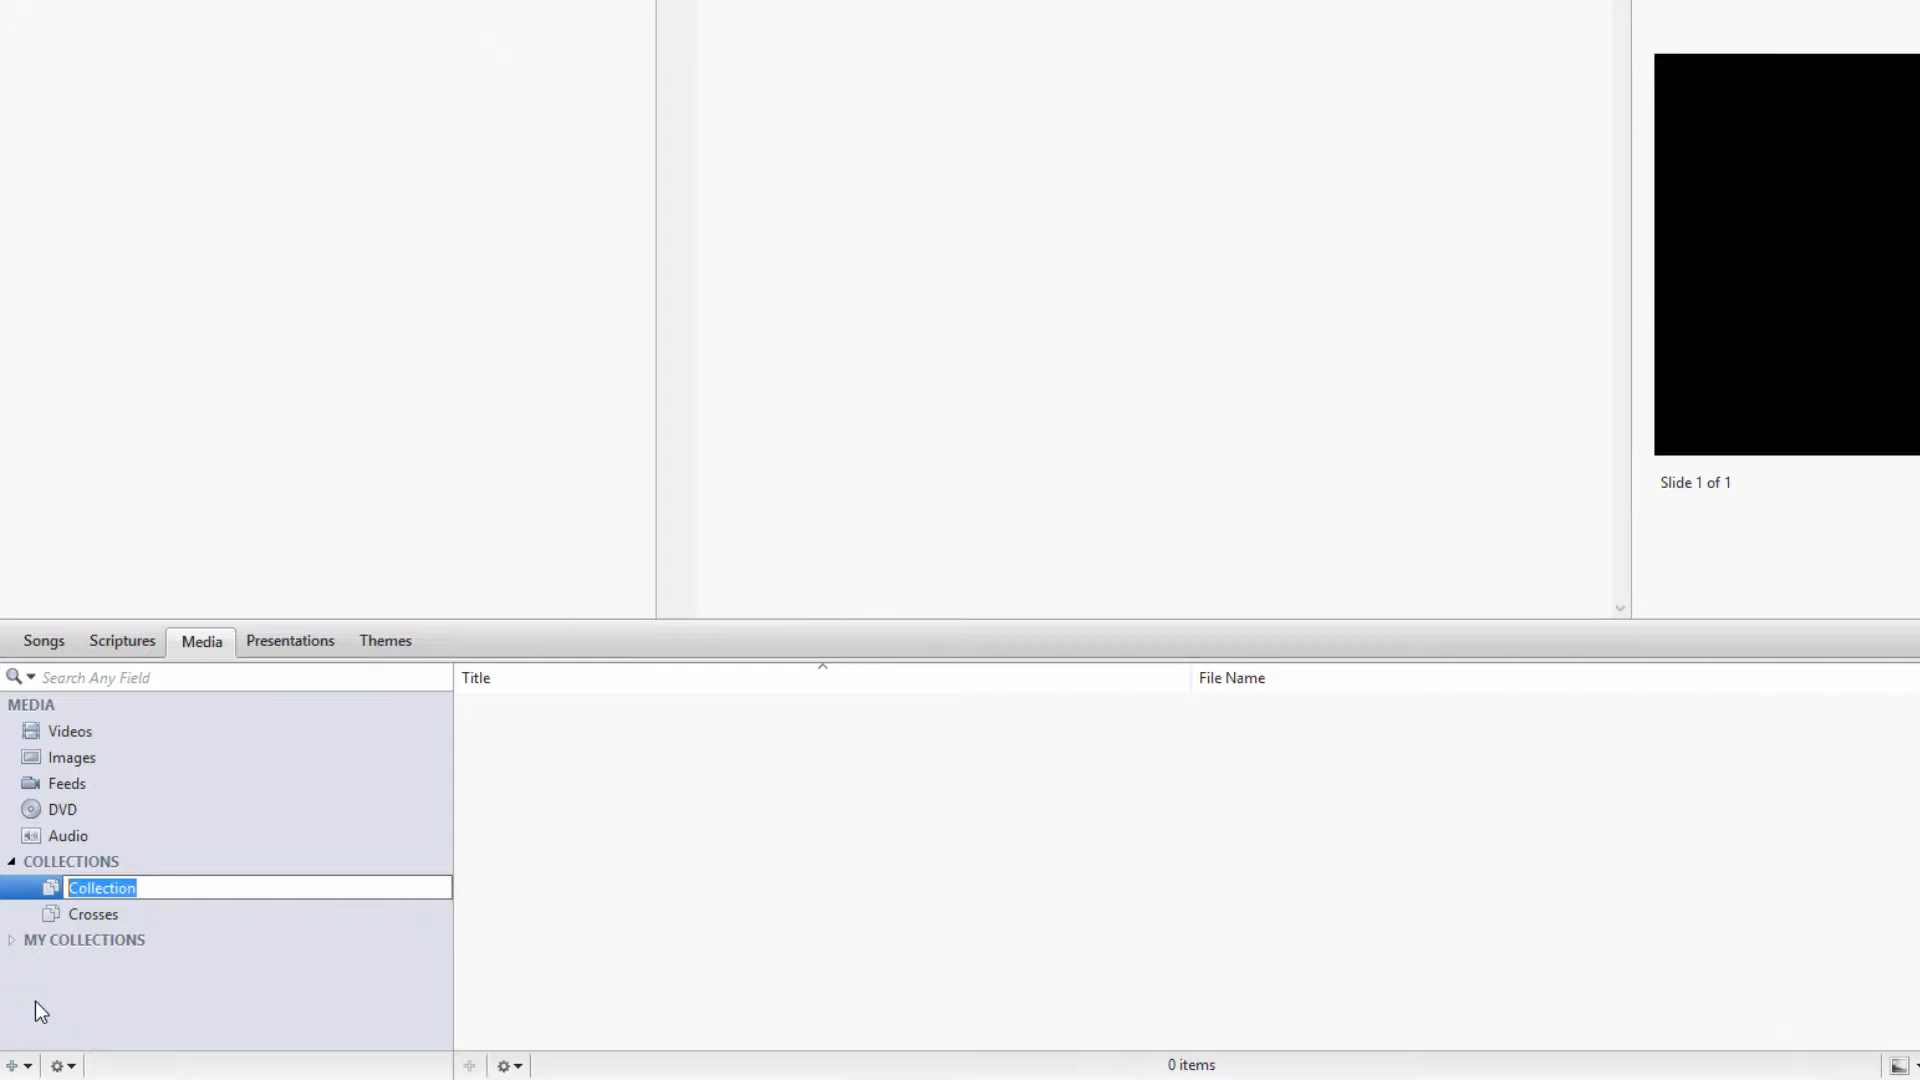 Slide 1 of 1
Songs Scriptures Media Presentations Themes
Search Any Field Title File Name
MEDIA
Videos
Images
Feeds
DVD
Audio
COLLECTIONS
Collection
Crosses
MY COLLECTIONS
0 items